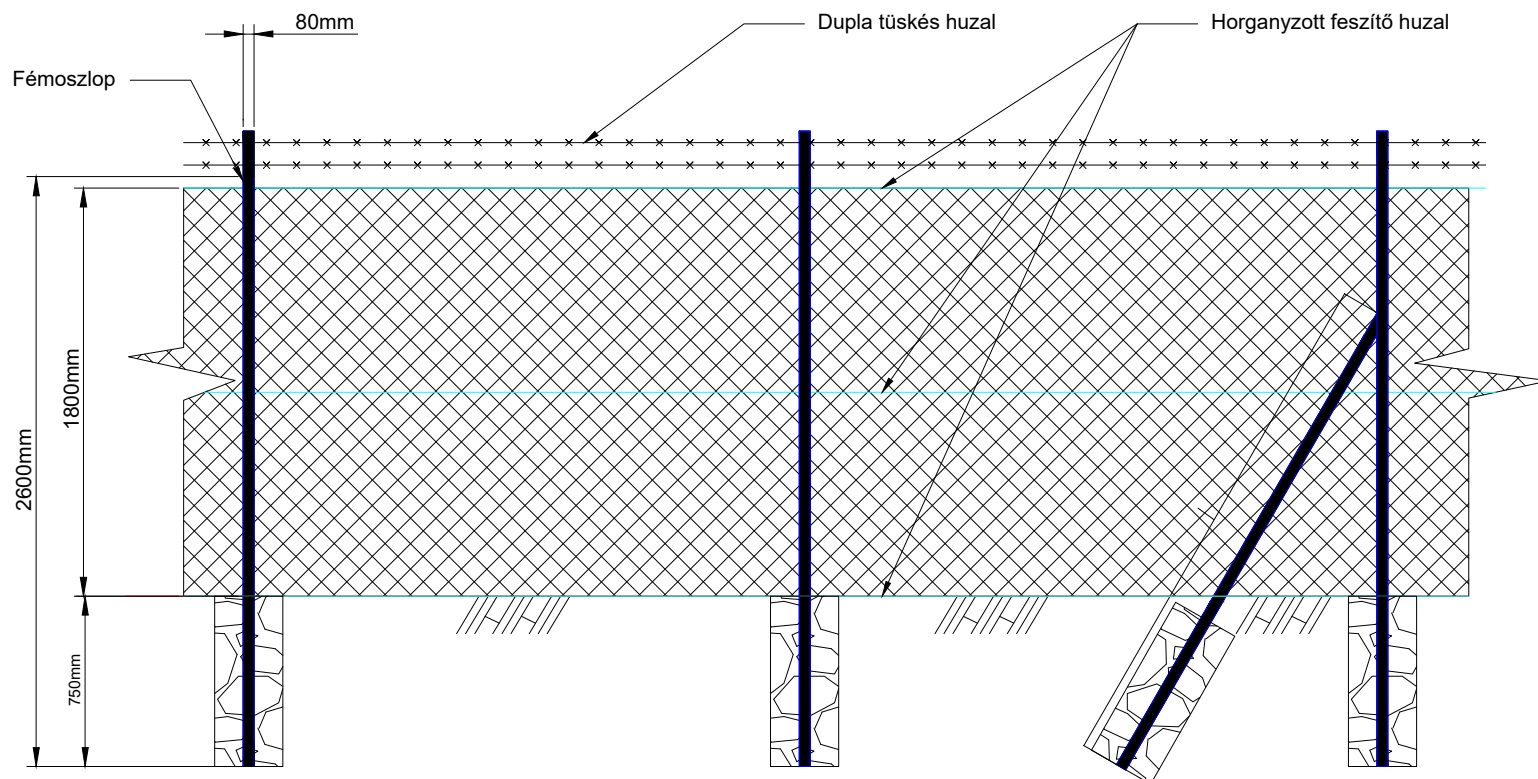 80mm
Dupla tüskés huzal
Horganyzott feszítő huzal
Fémoszlop
1800mm
2600mm
750mm